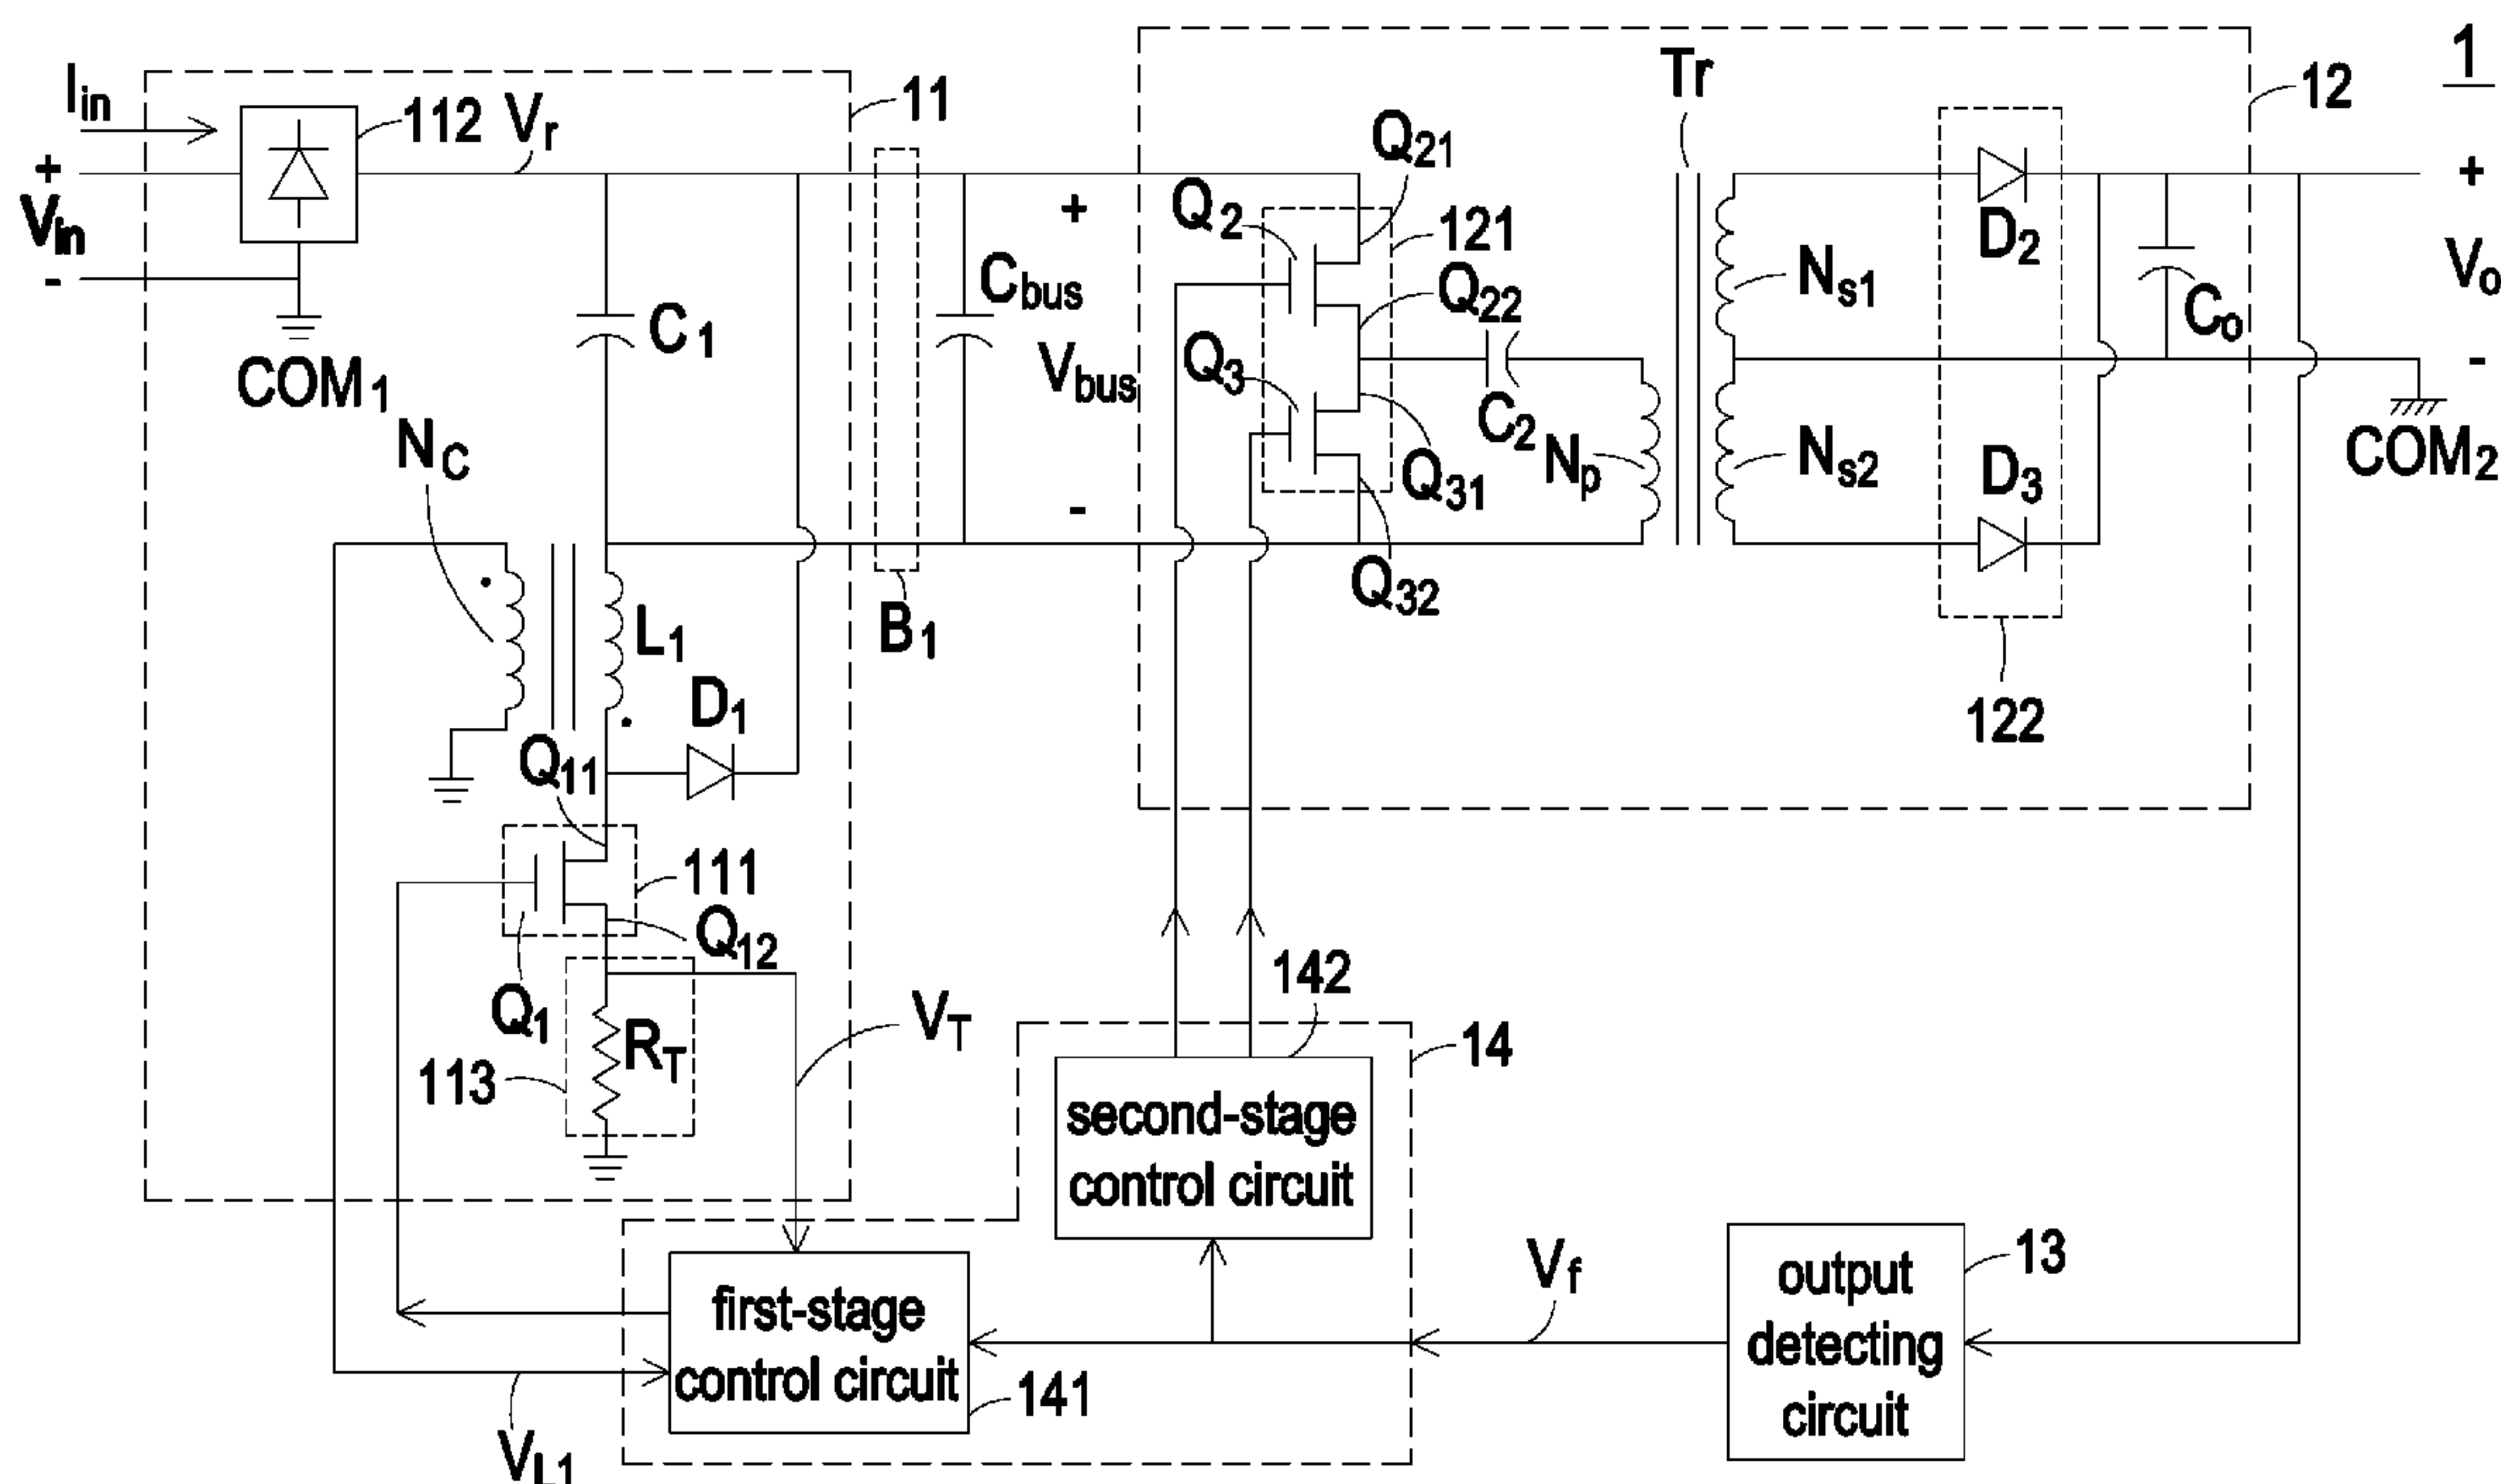 1
Iin
112
Vr
11
Tr
12
Q21
+
Vin
-
Q2
121
+
+
Cbus
Vbus
-
Q22
Q3
C2
Np
Q31
Q32
Ns1
Ns2
D2
D3
Co
Vo
-
COM2
COM1
C1
NC
L1
B1
D1
122
Q11
111
Q12
Q1
RT
113
VT
142
14
second-stage
control circuit
first-stage
control circuit
141
Vf
output
detecting
circuit
13
VL1